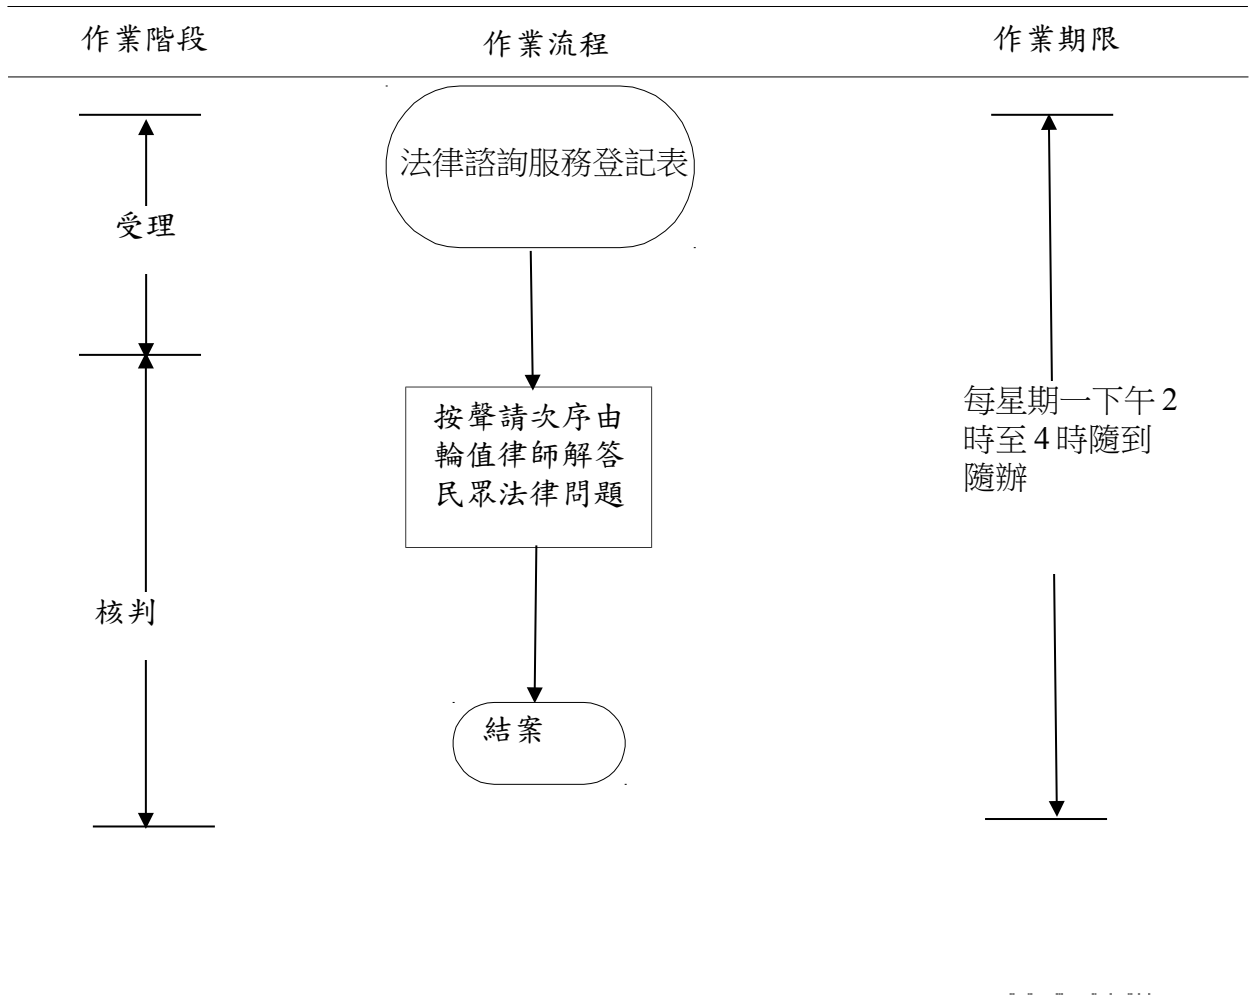 作業階段
作業流程
作業期限
法律諮詢服務登記表
受理
按聲請次序由
輪值律師解答
民眾法律問題
每星期一下午2
時至4時隨到
隨辦
核判
結案